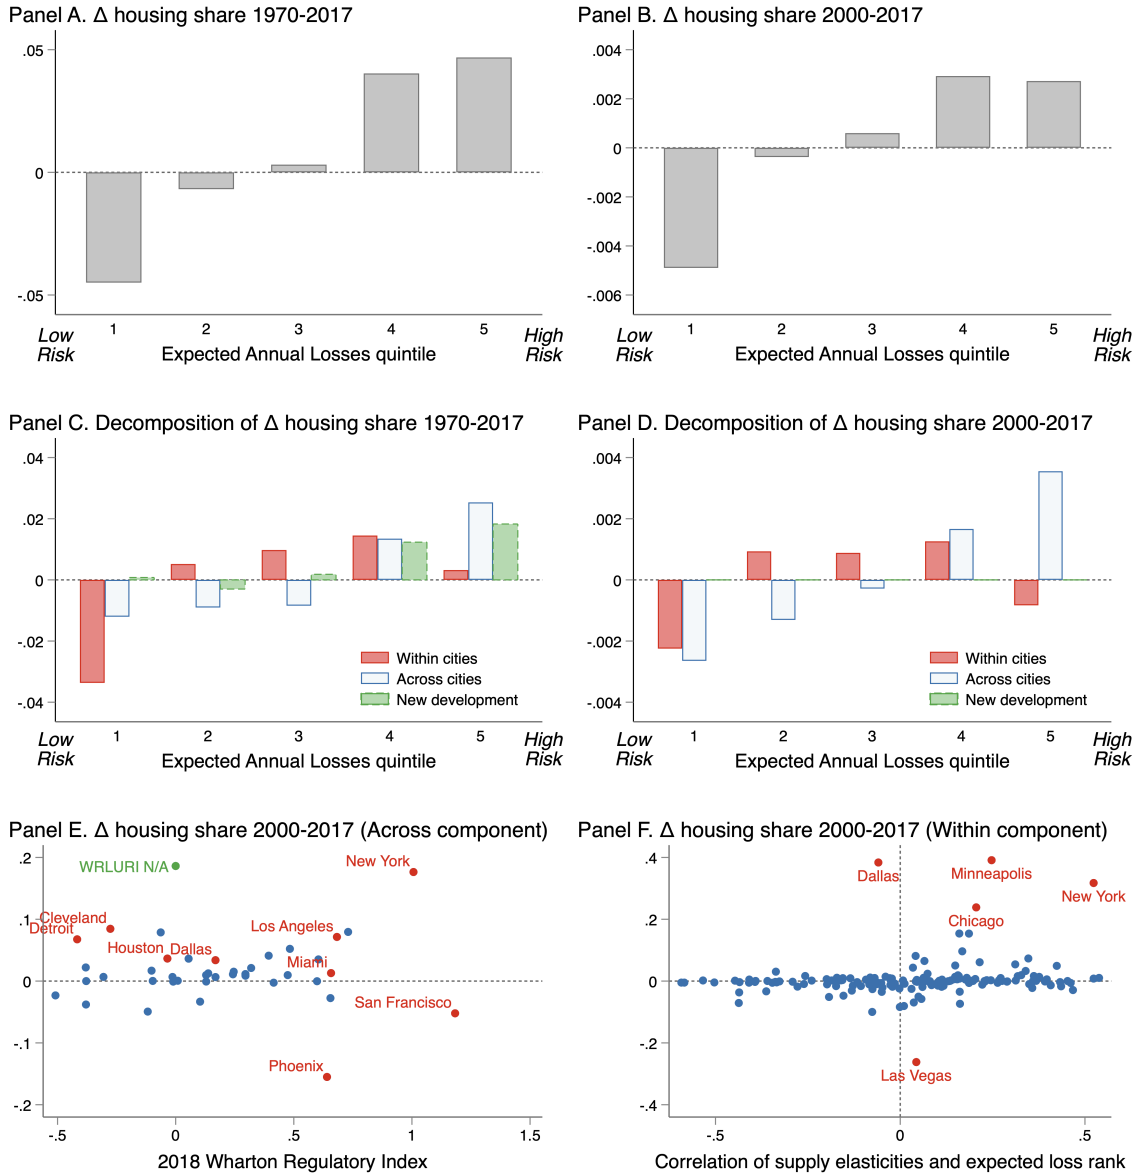 Panel A. Δ housing share 1970-2017
.05
0
-.05
1 2 3 4 5
Low Risk
High Risk
Expected Annual Losses quintile
Panel B. Δ housing share 2000-2017
.004
.002
0
-.002
-.004
-.006
1 2 3 4 5
Low Risk
High Risk
Expected Annual Losses quintile
Panel C. Decomposition of Δ housing share 1970-2017
.04
.02
0
-.02
-.04
Within cities
Across cities
New development
1 2 3 4 5
Low Risk
High Risk
Expected Annual Losses quintile
Panel D. Decomposition of Δ housing share 2000-2017
.004
.002
0
-.002
-.004
Within cities
Across cities
New development
1 2 3 4 5
Low Risk
High Risk
Expected Annual Losses quintile
Panel E. Δ housing share 2000-2017 (Across component)
.2
.1
0
-.1
-.2
WRLURI N/A
New York
Cleveland
Detroit
Los Angeles
Houston
Dallas
Miami
San Francisco
Phoenix
-.5 0 .5 1 1.5
2018 Wharton Regulatory Index
Panel F. Δ housing share 2000-2017 (Within component)
.4
.2
0
-.2
-.4
Dallas
Minneapolis
New York
Chicago
Las Vegas
-.5 0 .5
Correlation of supply elasticities and expected loss rank